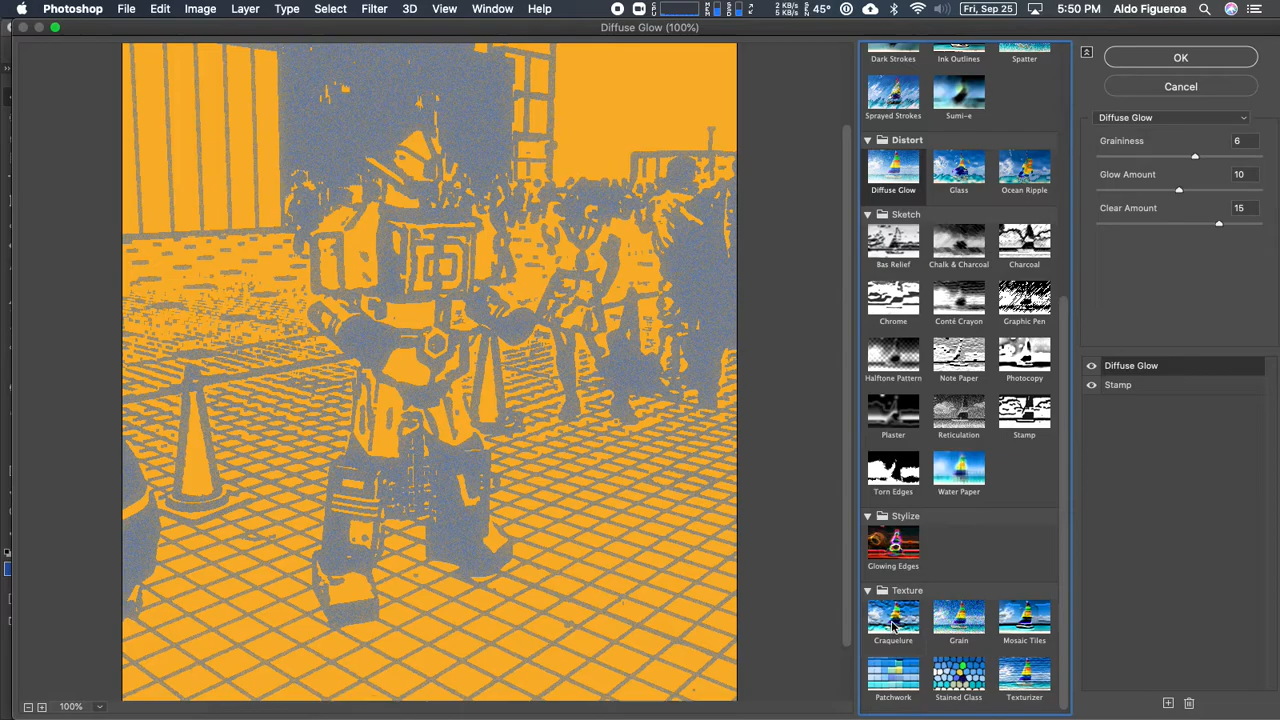 Photoshop File Edit Image Layer Type Select Filter 3D View Window Help 2 KB/s 5 KB/s 45° Fri, Sep 25 5:50 PM Aldo Figueroa
Diffuse Glow (100%)
Dark Strokes Ink Outlines Spatter
Sprayed Strokes Sumi-e
Distort
Diffuse Glow Glass Ocean Ripple
Sketch
Bas Relief Chalk & Charcoal Charcoal
Chrome Conté Crayon Graphic Pen
Halftone Pattern Note Paper Photocopy
Plaster Reticulation Stamp
Torn Edges Water Paper
Stylize
Glowing Edges
Texture
Craquelure Grain Mosaic Tiles
Patchwork Stained Glass Texturizer
OK
Cancel
Diffuse Glow
Graininess 6
Glow Amount 10
Clear Amount 15
Diffuse Glow
Stamp
100%